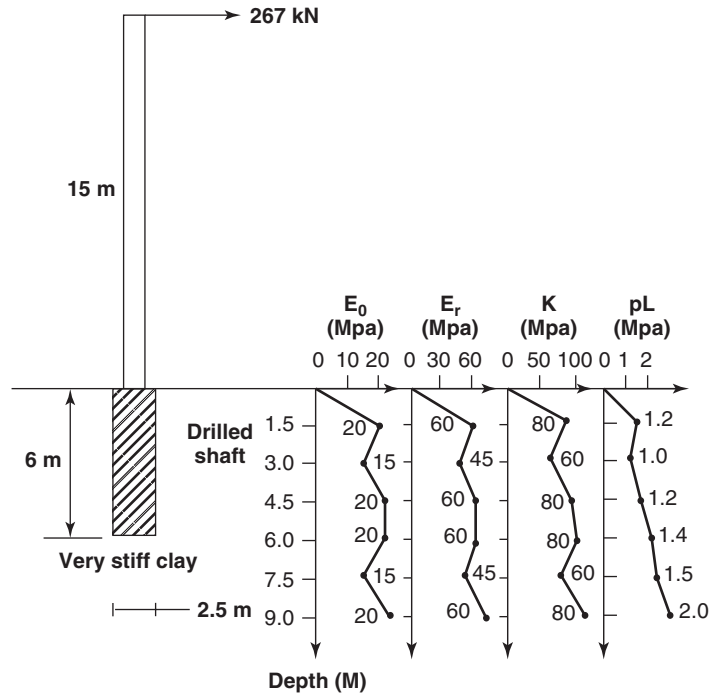 267 kN
15 m
E₀ Eᵣ K pL
(Mpa) (Mpa) (Mpa) (Mpa)
0 10 20 0 30 60 0 50 100 0 1 2
1.5 20 60 80 1.2
Drilled
shaft
3.0 15 45 60 1.0
6 m
4.5 20 60 80 1.2
6.0 20 60 80 1.4
Very stiff clay
7.5 15 45 60 1.5
2.5 m
9.0 20 60 80 2.0
Depth (M)